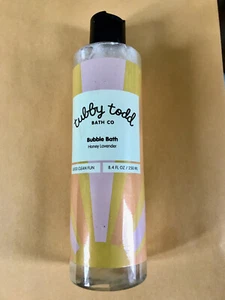 tubby todd
BATH CO
Bubble Bath
Honey Lavender
GOOD CLEAN FUN 8.4 FL OZ / 250 ML